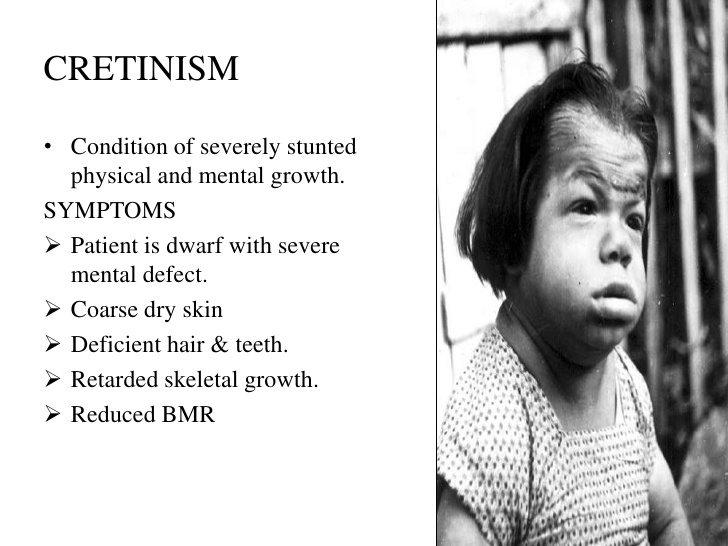 CRETINISM
• Condition of severely stunted
physical and mental growth.
SYMPTOMS
➢ Patient is dwarf with severe
mental defect.
➢ Coarse dry skin
➢ Deficient hair & teeth.
➢ Retarded skeletal growth.
➢ Reduced BMR